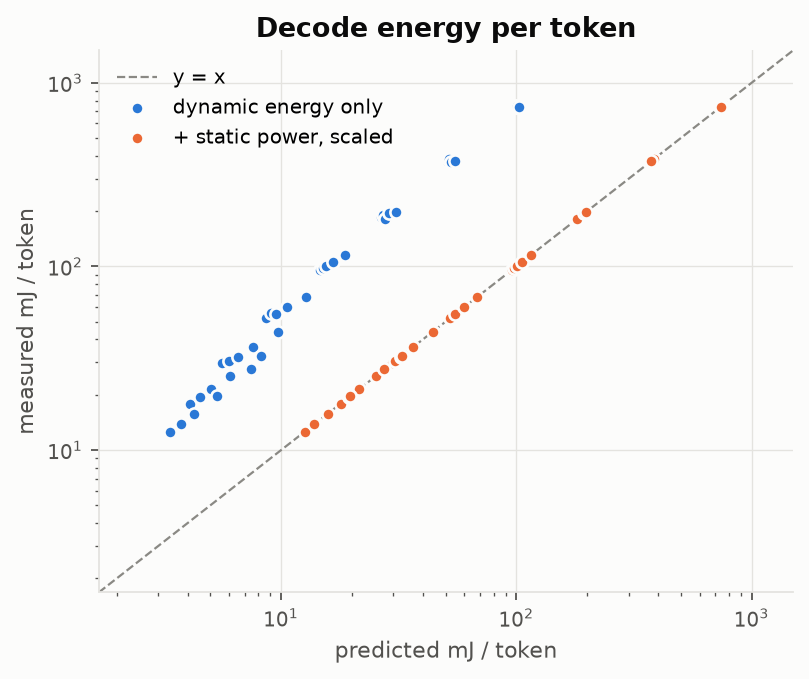 Decode energy per token
y = x
dynamic energy only
+ static power, scaled
measured mJ / token
10³
10²
10¹
10¹
10²
10³
predicted mJ / token